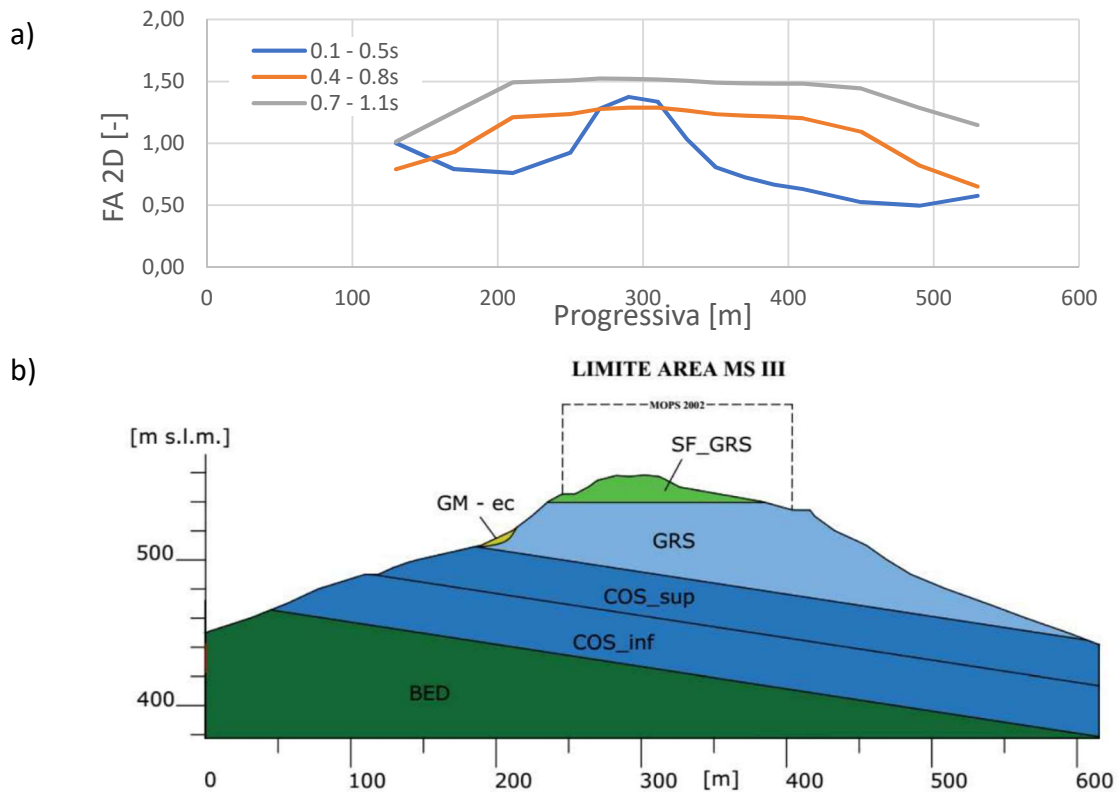 a)
2,00
1,50
1,00
0,50
0,00
FA 2D [-]
0.1 - 0.5s
0.4 - 0.8s
0.7 - 1.1s
0 100 200 300 400 500 600
Progressiva [m]
b)
LIMITE AREA MS III
MOPS 2002
[m s.l.m.]
SF_GRS
GM - ec
500
GRS
COS_sup
COS_inf
BED
400
0 100 200 300 [m] 400 500 600